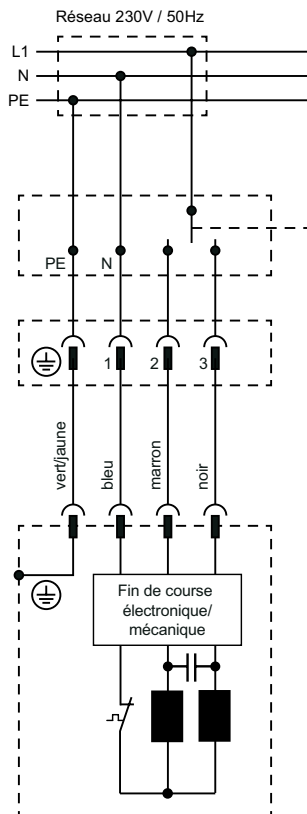 Réseau 230V / 50Hz
L1
N
PE
PE
N
1
2
3
vert/jaune
bleu
marron
noir
Fin de course
électronique/
mécanique